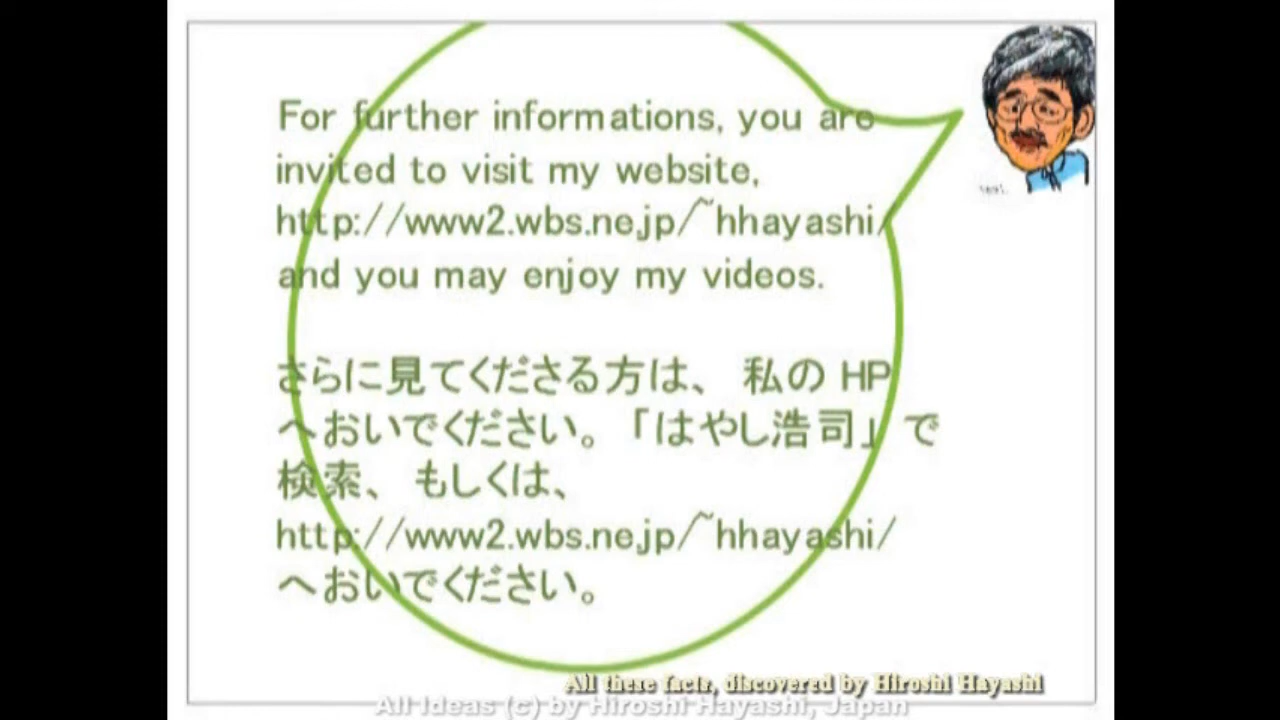 For further informations, you are
invited to visit my website,
http://www2.wbs.ne.jp/~hhayashi/
and you may enjoy my videos.
さらに見てくださる方は、 私の HP
へおいでください。「はやし浩司」で
検索、 もしくは、
http://www2.wbs.ne.jp/~hhayashi/
へおいでください。
All these facts, discovered by Hiroshi Hayashi
All Ideas (c) by Hiroshi Hayashi, Japan